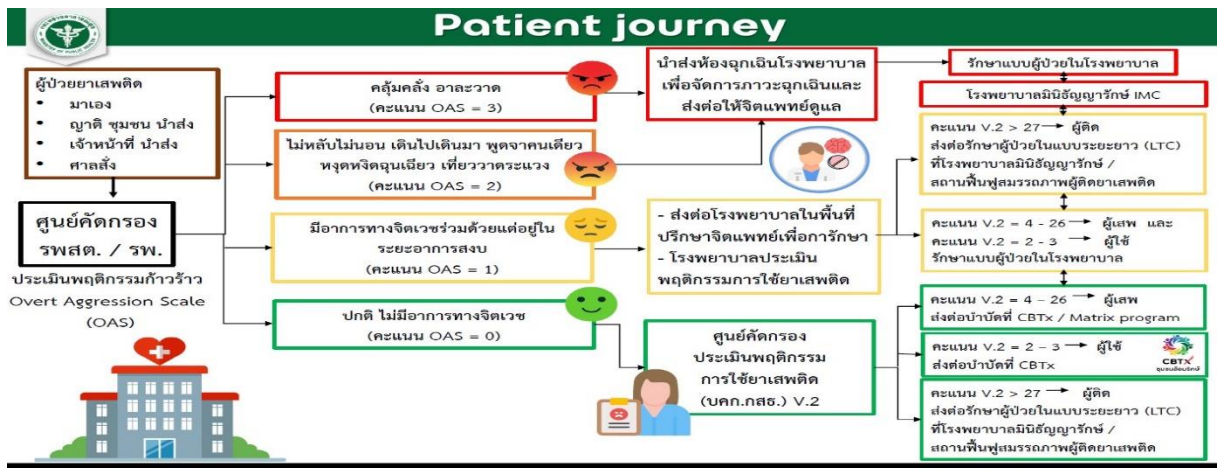 Patient journey
ผู้ป่วยยาเสพติด
• มาเอง
• ญาติ ชุมชน นำส่ง
• เจ้าหน้าที่ นำส่ง
• ศาลสั่ง
ศูนย์คัดกรอง
รพสต. / รพ.
ประเมินพฤติกรรมก้าวร้าว
Overt Aggression Scale
(OAS)
คลุ้มคลั่ง อาละวาด
(คะแนน OAS = 3)
ไม่หลับไม่นอน เดินไปเดินมา พูดจาคนเดียว
หงุดหงิดฉุนเฉียว เที่ยววาดระแวง
(คะแนน OAS = 2)
มีอาการทางจิตเวชร่วมด้วยแต่อยู่ใน
ระยะอาการสงบ
(คะแนน OAS = 1)
ปกติ ไม่มีอาการทางจิตเวช
(คะแนน OAS = 0)
นำส่งห้องฉุกเฉินโรงพยาบาล
เพื่อจัดการภาวะฉุกเฉินและ
ส่งต่อให้จิตแพทย์ดูแล
- ส่งต่อโรงพยาบาลในพื้นที่
ปรึกษาจิตแพทย์เพื่อการักษา
- โรงพยาบาลประเมิน
พฤติกรรมการใช้ยาเสพติด
ศูนย์คัดกรอง
ประเมินพฤติกรรม
การใช้ยาเสพติด
(บคก.กสธ.) V.2
รักษาแบบผู้ป่วยในโรงพยาบาล
โรงพยาบาลมินิธัญญารักษ์ IMC
คะแนน V.2 > 27 → ผู้ติด
ส่งต่อรักษาผู้ป่วยในแบบระยะยาว (LTC)
ที่โรงพยาบาลมินิธัญญารักษ์ /
สถานฟื้นฟูสมรรถภาพผู้ติดยาเสพติด
คะแนน V.2 = 4 - 26 → ผู้เสพ และ
คะแนน V.2 = 2 - 3 → ผู้ใช้
รักษาแบบผู้ป่วยในโรงพยาบาล
คะแนน V.2 = 4 – 26 → ผู้เสพ
ส่งต่อบำบัดที่ CBTx / Matrix program
คะแนน V.2 = 2 – 3 → ผู้ใช้
ส่งต่อบำบัดที่ CBTx
CBTX
ชุมชนล้อมรักษ์
คะแนน V.2 > 27 → ผู้ติด
ส่งต่อรักษาผู้ป่วยในแบบระยะยาว (LTC)
ที่โรงพยาบาลมินิธัญญารักษ์ /
สถานฟื้นฟูสมรรถภาพผู้ติดยาเสพติด